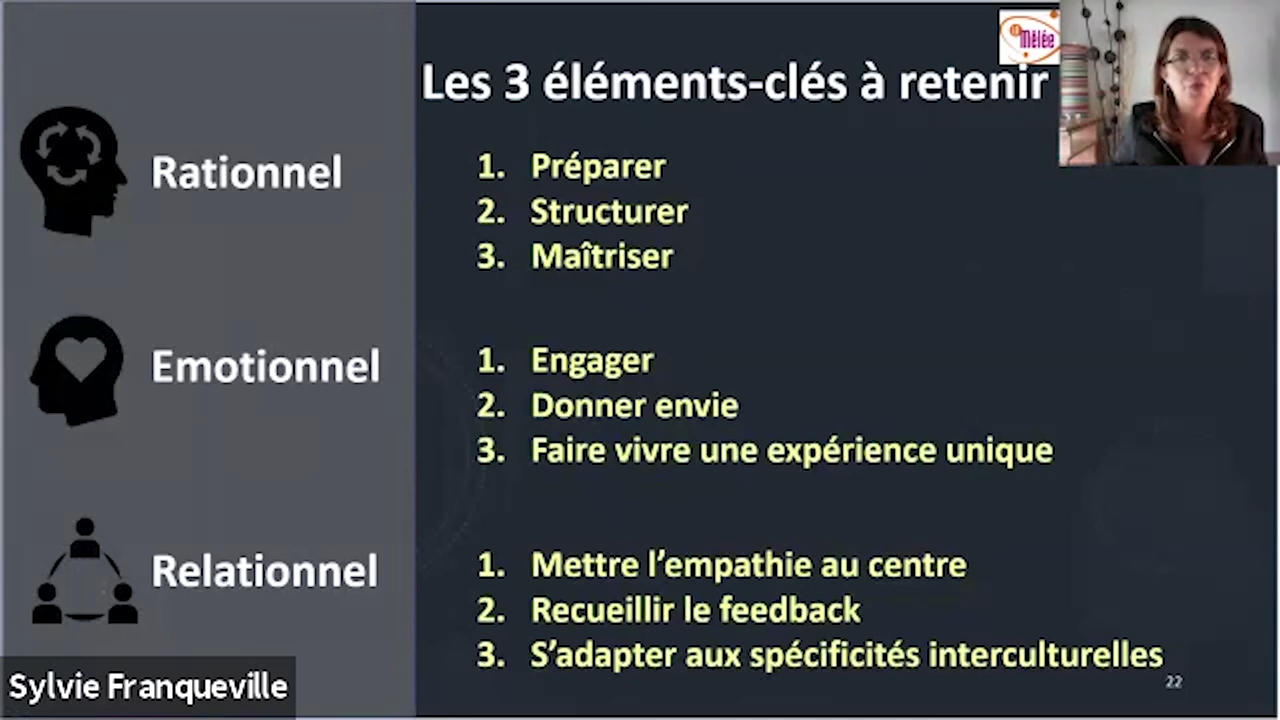 La Mêlée
Les 3 éléments-clés à retenir
Rationnel
1. Préparer
2. Structurer
3. Maîtriser
Emotionnel
1. Engager
2. Donner envie
3. Faire vivre une expérience unique
Relationnel
1. Mettre l’empathie au centre
2. Recueillir le feedback
3. S’adapter aux spécificités interculturelles
22
Sylvie Franqueville